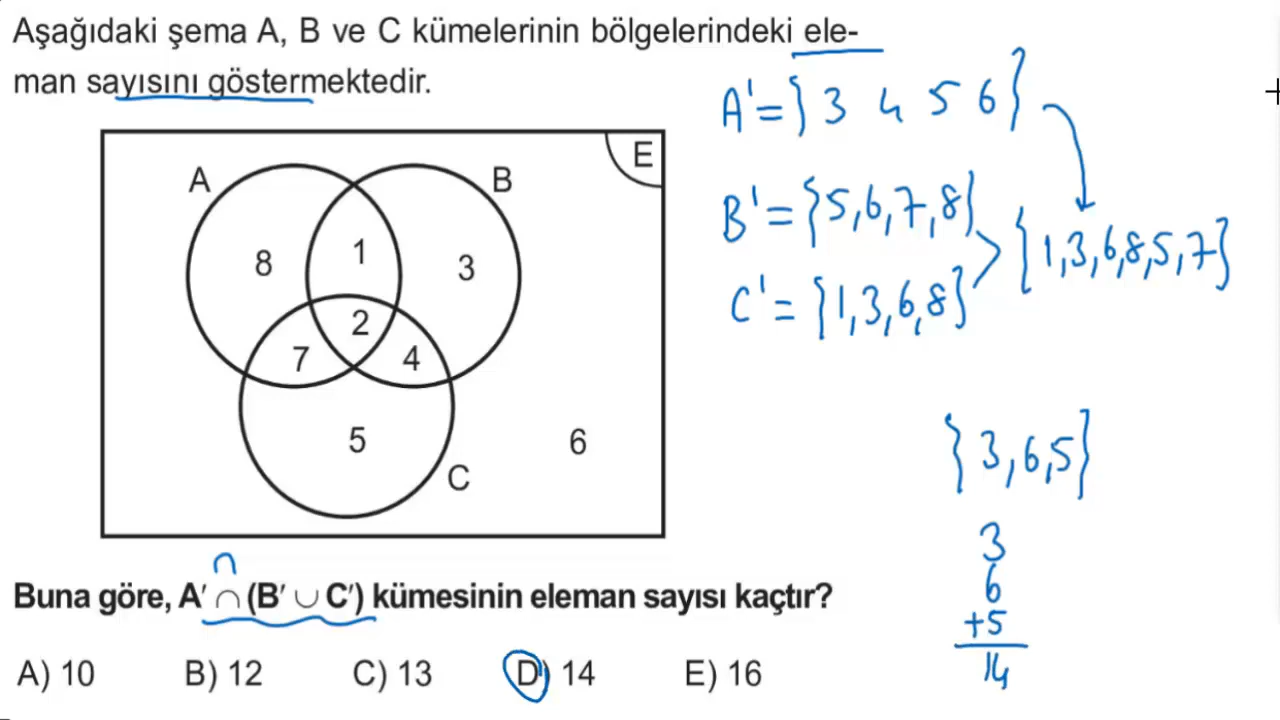 Aşağıdaki şema A, B ve C kümelerinin bölgelerindeki ele-
man sayısını göstermektedir.
A' = { 3 4 5 6 }
B' = {5,6,7,8}
C' = {1,3,6,8}
> {1,3,6,8,5,7}
E
A
B
8
1
3
2
7
4
5
6
C
{3,6,5}
3
6
+5
14
∩
Buna göre, A′ ∩ (B′ ∪ C′) kümesinin eleman sayısı kaçtır?
A) 10 B) 12 C) 13 D) 14 E) 16